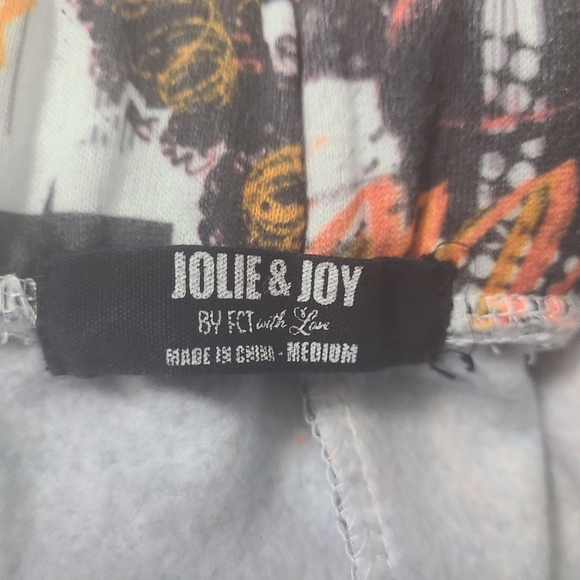 JOLIE & JOY
BY FCT with Love
MADE IN CHINA - MEDIUM